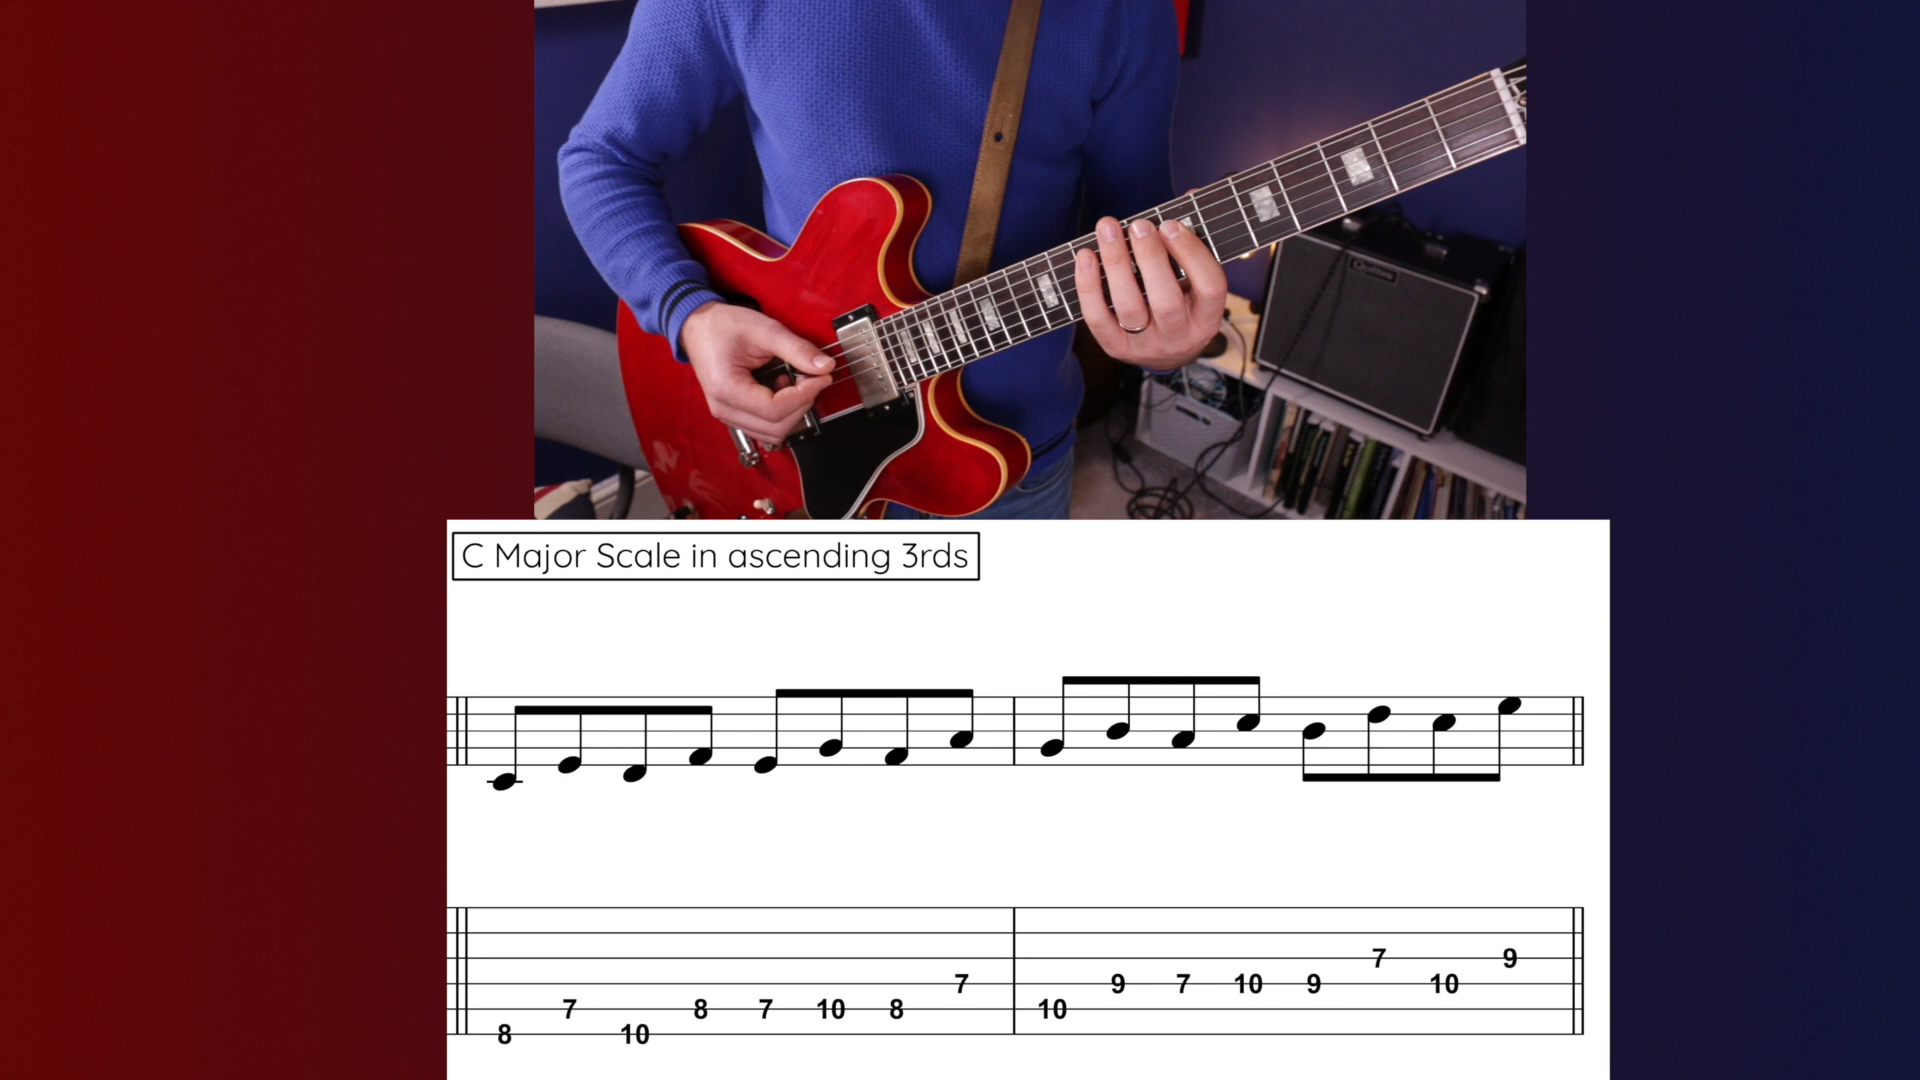 C Major Scale in ascending 3rds
7 9
7 9 7 10 9 10
7 8 7 10 8 10
8 10